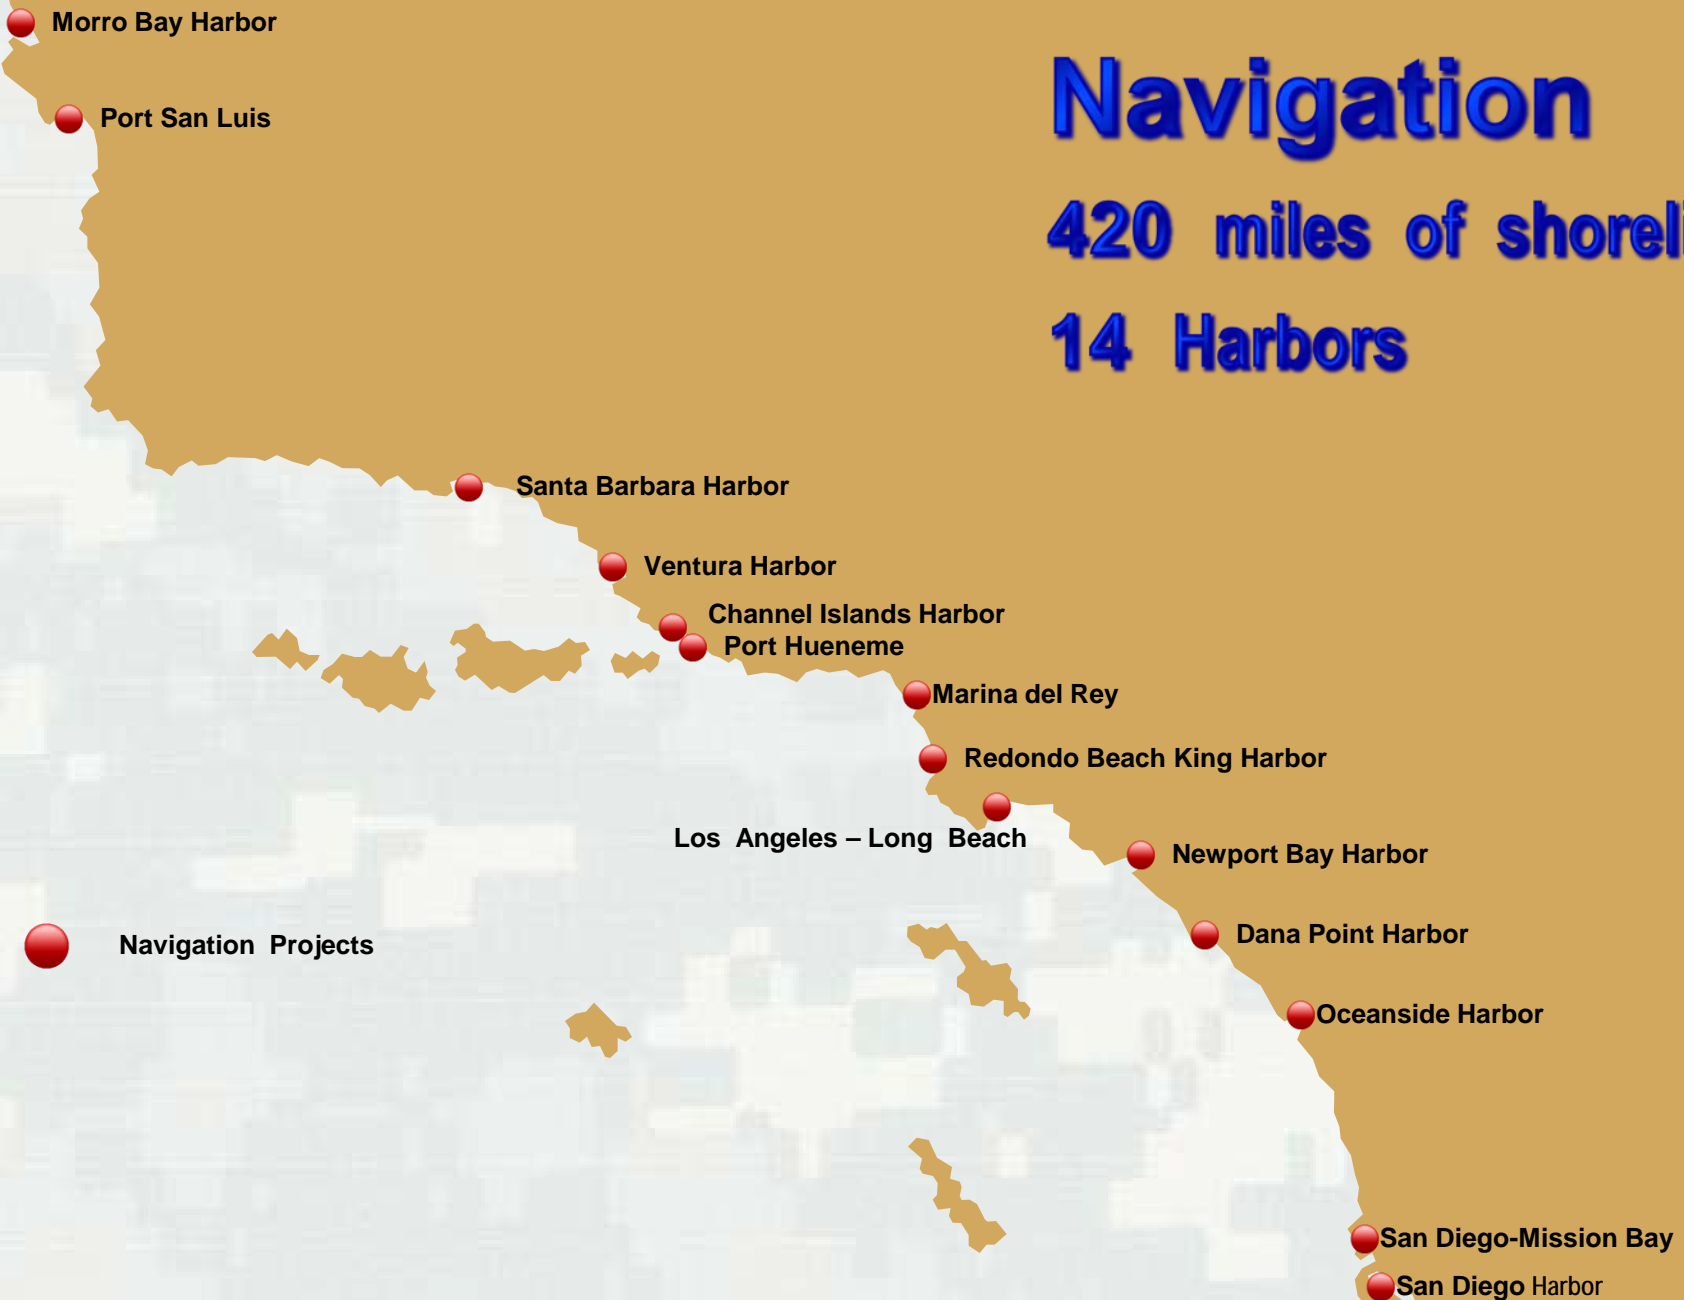 Morro Bay Harbor
Navigation
Port San Luis
420 miles of shoreli
14 Harbors
Santa Barbara Harbor
Ventura Harbor
Channel Islands Harbor
Port Hueneme
Marina del Rey
Redondo Beach King Harbor
Los Angeles – Long Beach
Newport Bay Harbor
Dana Point Harbor
Navigation Projects
Oceanside Harbor
San Diego-Mission Bay
San Diego Harbor